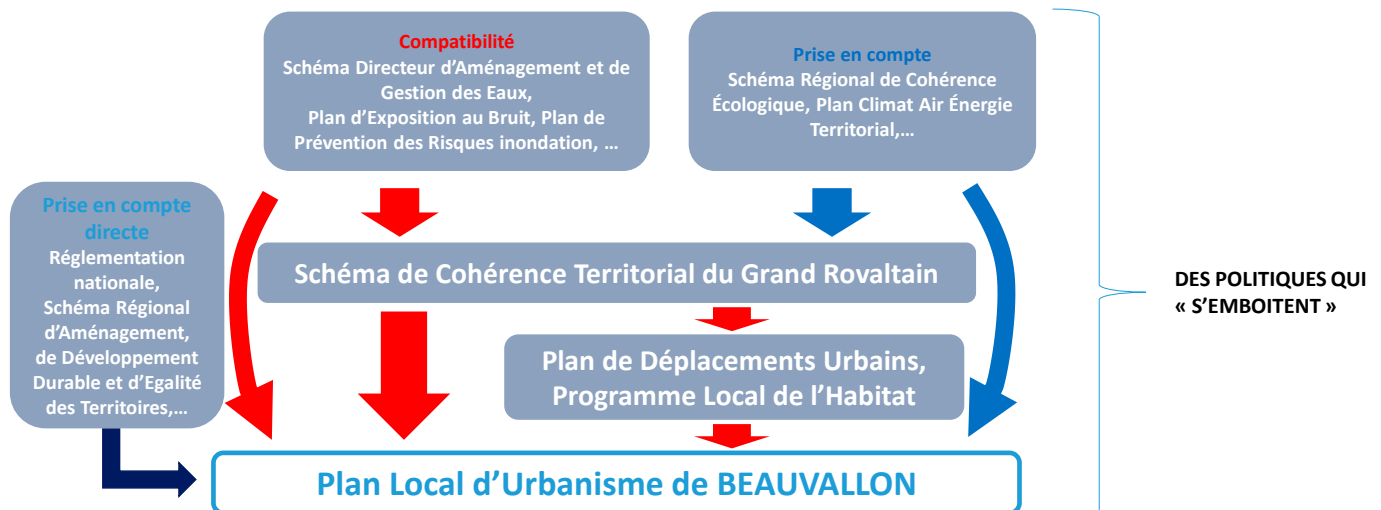 Compatibilité
Schéma Directeur d'Aménagement et de
Gestion des Eaux,
Plan d'Exposition au Bruit, Plan de
Prévention des Risques inondation, …
Prise en compte
Schéma Régional de Cohérence
Écologique, Plan Climat Air Énergie
Territorial,…
Prise en compte
directe
Réglementation
nationale,
Schéma Régional
d'Aménagement,
de Développement
Durable et d'Egalité
des Territoires,…
Schéma de Cohérence Territorial du Grand Rovaltain
Plan de Déplacements Urbains,
Programme Local de l'Habitat
Plan Local d'Urbanisme de BEAUVALLON
DES POLITIQUES QUI
« S'EMBOITENT »